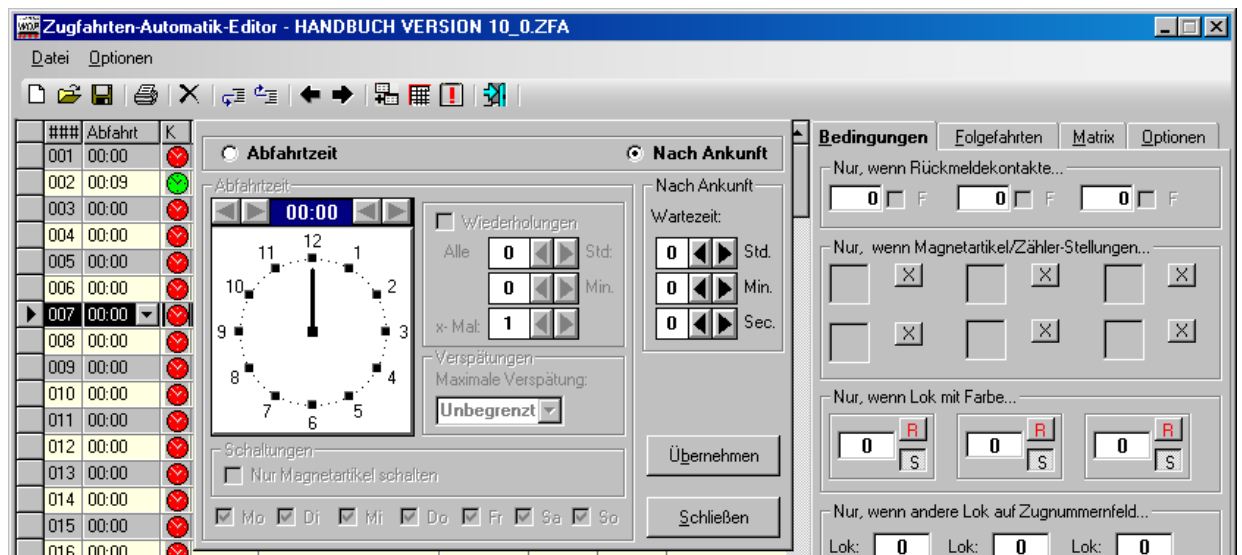 WDP Zugfahrten-Automatik-Editor - HANDBUCH VERSION 10_0.ZFA
Datei Optionen
### Abfahrt K
001 00:00
002 00:09
003 00:00
004 00:00
005 00:00
006 00:00
007 00:00
008 00:00
009 00:00
010 00:00
011 00:00
012 00:00
013 00:00
014 00:00
015 00:00
016 00:00
Abfahrtzeit Nach Ankunft
Abfahrtzeit
00:00
12
11 1
10 2
9 3
8 4
7 5
6
Wiederholungen
Alle 0 Std:
0 Min.
x- Mal: 1
Verspätungen
Maximale Verspätung:
Unbegrenzt
Schaltungen
Nur Magnetartikel schalten
Mo Di Mi Do Fr Sa So
Nach Ankunft
Wartezeit:
0 Std.
0 Min.
0 Sec.
Übernehmen
Schließen
Bedingungen Folgefahrten Matrix Optionen
Nur, wenn Rückmeldekontakte...
0 F 0 F 0 F
Nur, wenn Magnetartikel/Zähler-Stellungen...
X X X
X X X
Nur, wenn Lok mit Farbe...
0 R S 0 R S 0 R S
Nur, wenn andere Lok auf Zugnummernfeld...
Lok: 0 Lok: 0 Lok: 0